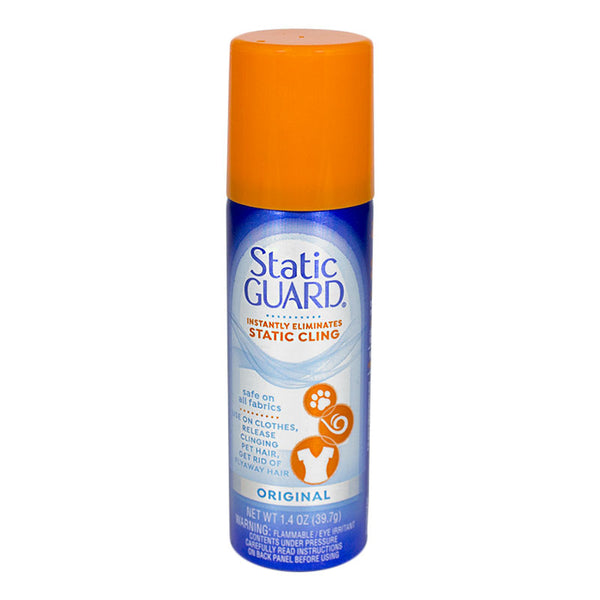 Static
GUARD®
INSTANTLY ELIMINATES
STATIC CLING
safe on
all fabrics
USE ON CLOTHES,
RELEASE
CLINGING
PET HAIR,
GET RID OF
FLYAWAY HAIR
ORIGINAL
NET WT 1.4 OZ (39.7g)
WARNING: FLAMMABLE / EYE IRRITANT
CONTENTS UNDER PRESSURE
CAREFULLY READ INSTRUCTIONS
ON BACK PANEL BEFORE USING